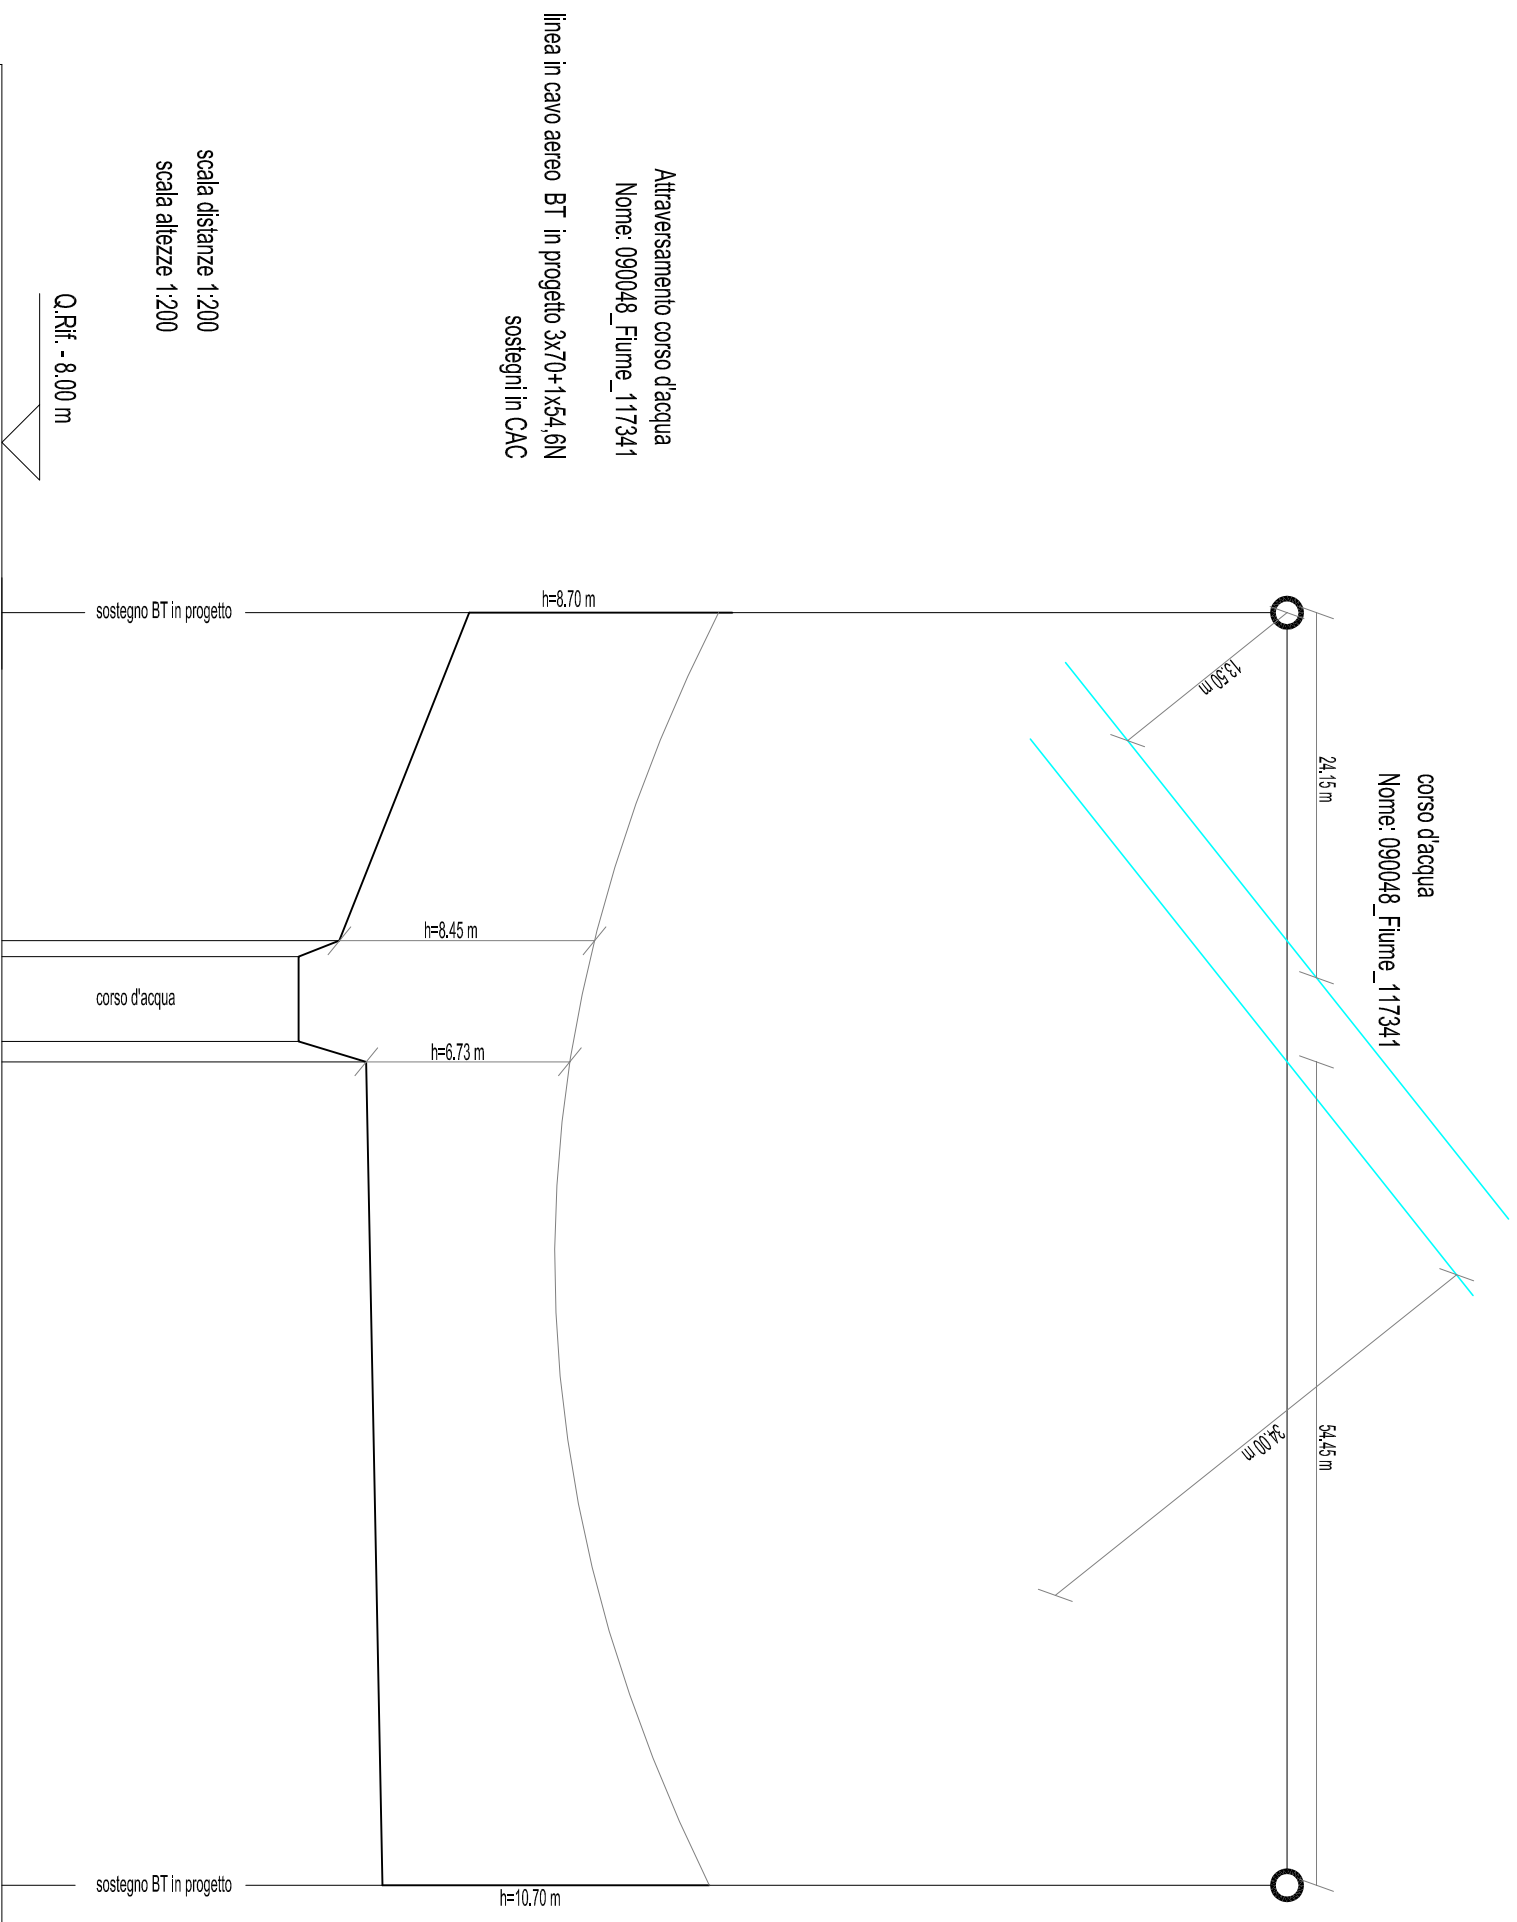 corso d'acqua
Nome: 090048_Fiume_117341
24.15 m
54.45 m
13.50 m
34.00 m
Attraversamento corso d'acqua
Nome: 090048_Fiume_117341
linea in cavo aereo BT in progetto 3x70+1x54,6N
sostegni in CAC
h=8.70 m
h=8.45 m
h=6.73 m
h=10.70 m
scala distanze 1:200
scala altezze 1:200
sostegno BT in progetto
corso d'acqua
sostegno BT in progetto
Q.Rif. - 8.00 m